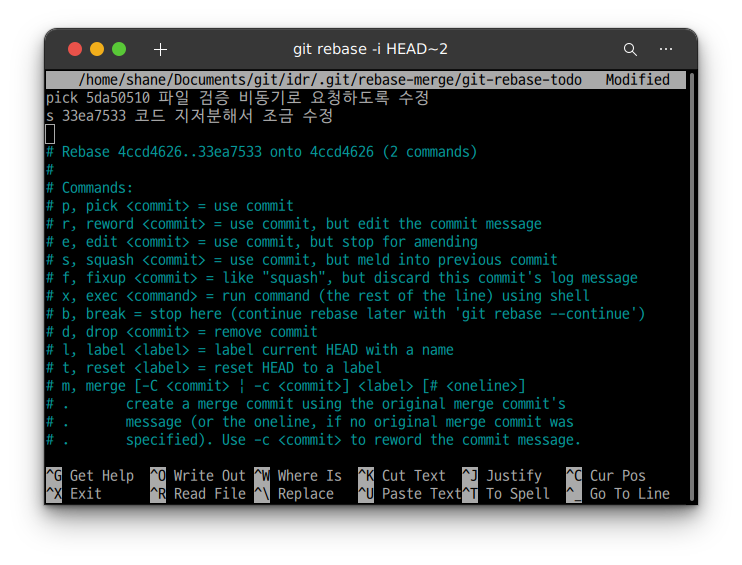 git rebase -i HEAD~2
/home/shane/Documents/git/idr/.git/rebase-merge/git-rebase-todo Modified
pick 5da50510 파일 검증 비동기로 요청하도록 수정
s 33ea7533 코드 지저분해서 조금 수정
# Rebase 4ccd4626..33ea7533 onto 4ccd4626 (2 commands)
#
# Commands:
# p, pick <commit> = use commit
# r, reword <commit> = use commit, but edit the commit message
# e, edit <commit> = use commit, but stop for amending
# s, squash <commit> = use commit, but meld into previous commit
# f, fixup <commit> = like "squash", but discard this commit's log message
# x, exec <command> = run command (the rest of the line) using shell
# b, break = stop here (continue rebase later with 'git rebase --continue')
# d, drop <commit> = remove commit
# l, label <label> = label current HEAD with a name
# t, reset <label> = reset HEAD to a label
# m, merge [-C <commit> | -c <commit>] <label> [# <oneline>]
# .       create a merge commit using the original merge commit's
# .       message (or the oneline, if no original merge commit was
# .       specified). Use -c <commit> to reword the commit message.
^G Get Help ^O Write Out ^W Where Is ^K Cut Text ^J Justify ^C Cur Pos
^X Exit ^R Read File ^\ Replace ^U Paste Text ^T To Spell ^_ Go To Line